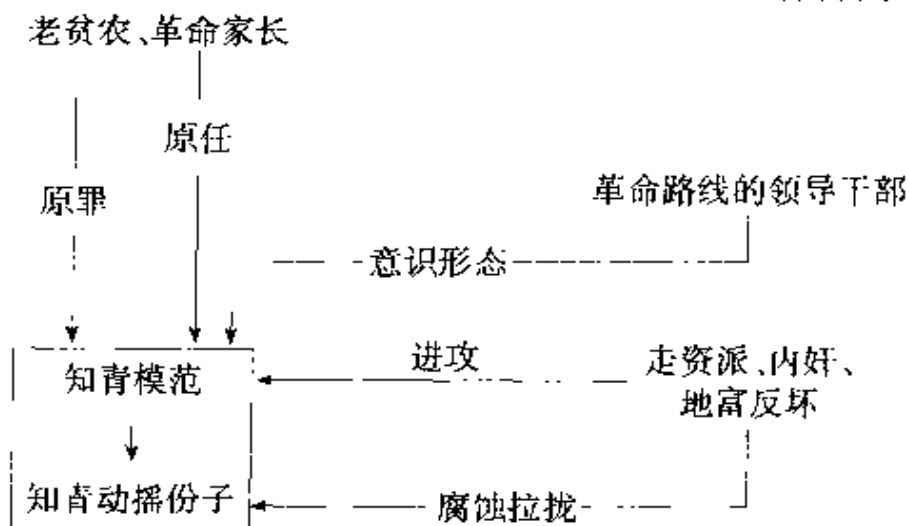 老贫农、革命家长
原任
原罪
革命路线的领导干部
意识形态
进攻
知青模范
走资派、内奸、
地富反坏
知青动摇份子
腐蚀拉拢